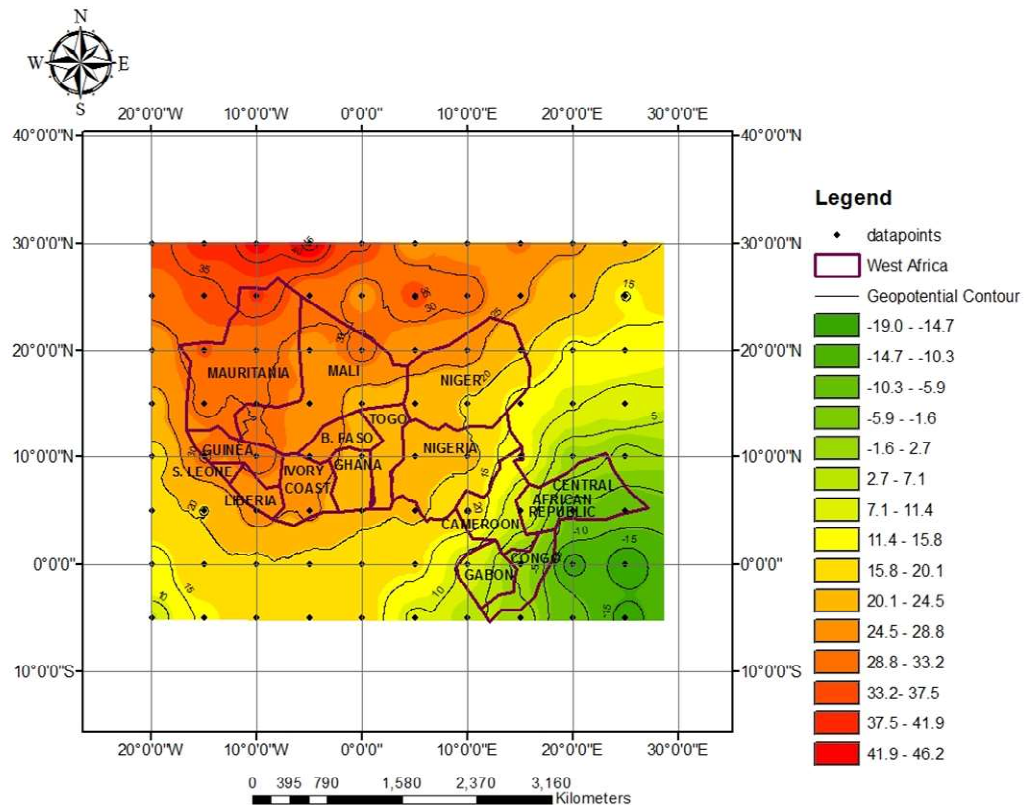 N
W E
S
20°0'0"W 10°0'0"W 0°0'0" 10°0'0"E 20°0'0"E 30°0'0"E
40°0'0"N 40°0'0"N
30°0'0"N 30°0'0"N
20°0'0"N 20°0'0"N
10°0'0"N 10°0'0"N
0°0'0" 0°0'0"
10°0'0"S 10°0'0"S
20°0'0"W 10°0'0"W 0°0'0" 10°0'0"E 20°0'0"E 30°0'0"E
35
15
30
25
MAURITANIA
MALI
NIGER
20
5
TOGO
B. FASO
NIGERIA
GUINEA
30
GHANA
S. LEONE
IVORY
COAST
15
LIBERIA
20
CENTRAL
AFRICAN
REPUBLIC
CAMEROON
20
-10
-15
CONGO
GABON
-5
10
15
15
-15
0 395 790 1,580 2,370 3,160
Kilometers
Legend
datapoints
West Africa
Geopotential Contour
-19.0 - -14.7
-14.7 - -10.3
-10.3 - -5.9
-5.9 - -1.6
-1.6 - 2.7
2.7 - 7.1
7.1 - 11.4
11.4 - 15.8
15.8 - 20.1
20.1 - 24.5
24.5 - 28.8
28.8 - 33.2
33.2- 37.5
37.5 - 41.9
41.9 - 46.2